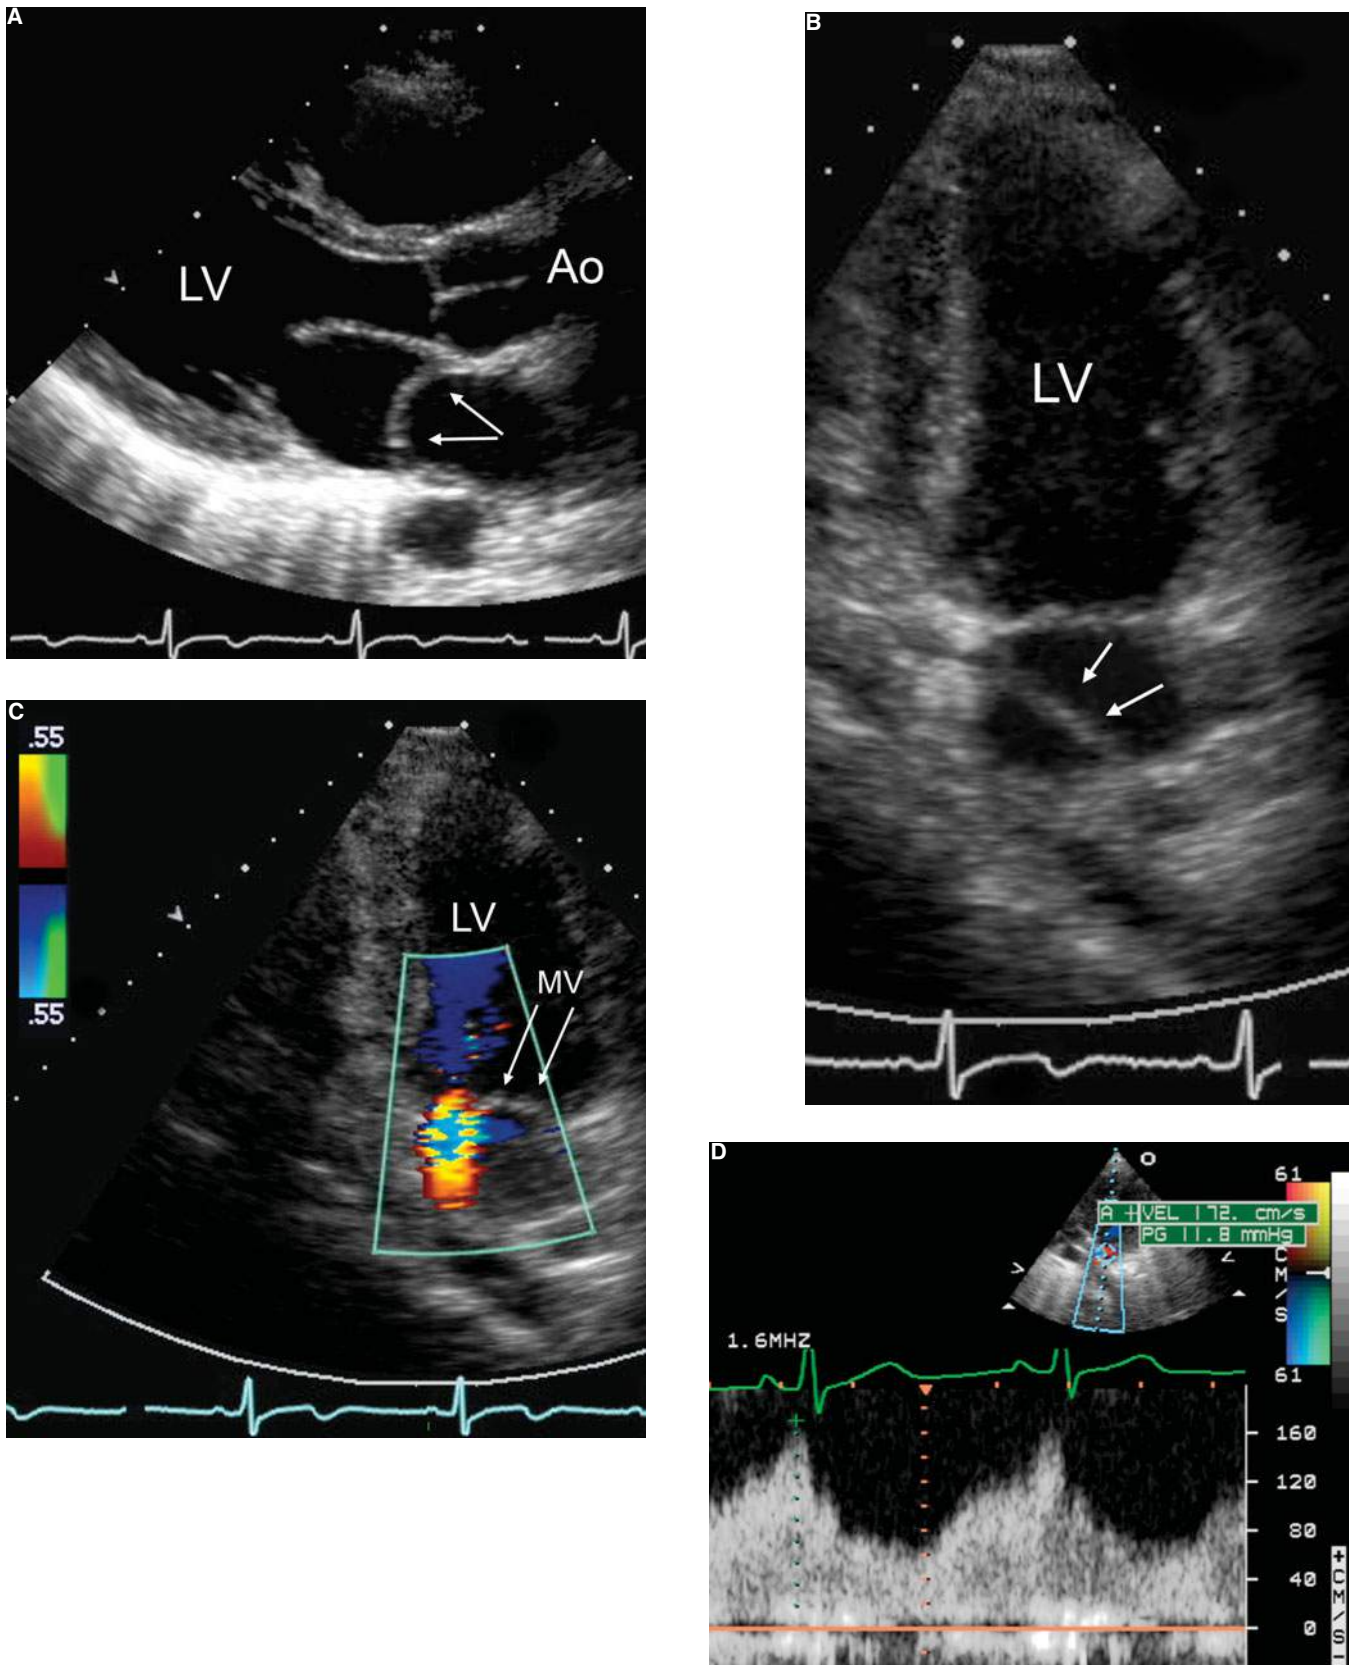 A
LV
Ao
B
LV
C
.55
.55
LV
MV
D
61
A +VEL 172. cm/s
PG 11.8 mmHg
C
M
/
S
61
1.6MHZ
160
120
80
40
0
+CM/S-